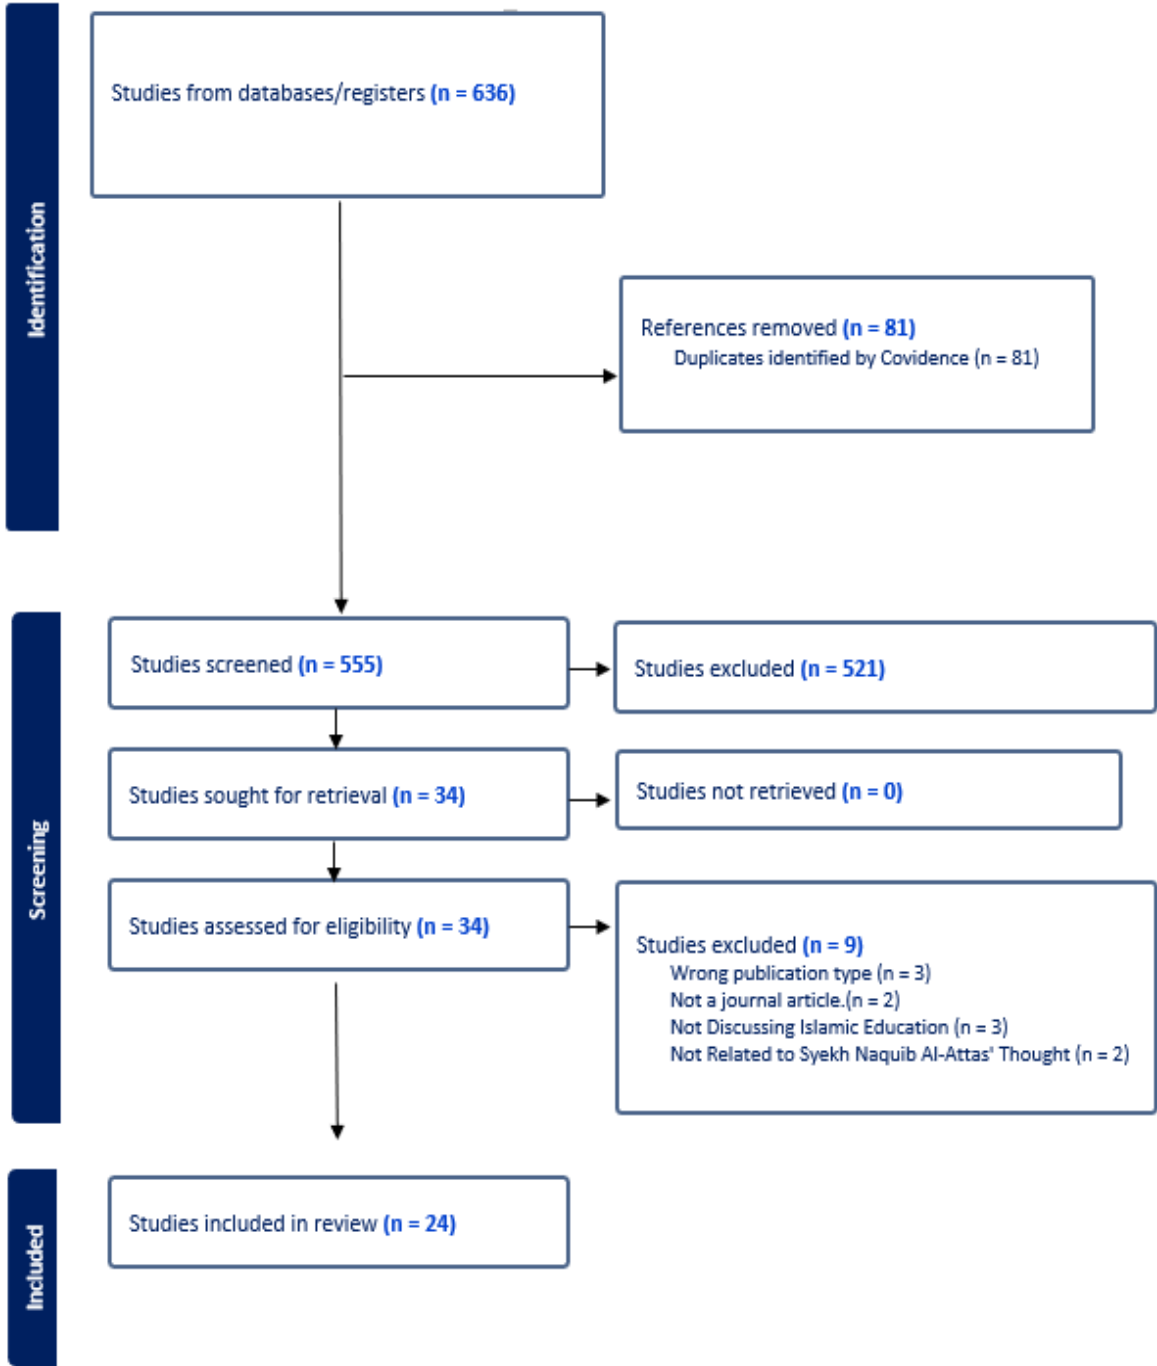 Identification
Studies from databases/registers (n = 636)
References removed (n = 81)
Duplicates identified by Covidence (n = 81)
Screening
Studies screened (n = 555)
Studies excluded (n = 521)
Studies sought for retrieval (n = 34)
Studies not retrieved (n = 0)
Studies assessed for eligibility (n = 34)
Studies excluded (n = 9)
Wrong publication type (n = 3)
Not a journal article.(n = 2)
Not Discussing Islamic Education (n = 3)
Not Related to Syekh Naquib Al-Attas' Thought (n = 2)
Included
Studies included in review (n = 24)